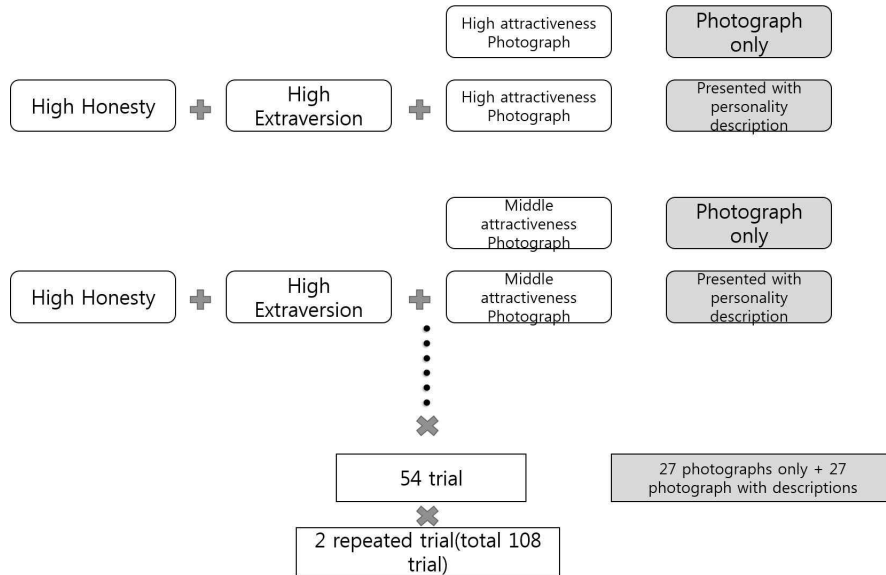 High attractiveness
Photograph
Photograph
only
High Honesty
High
Extraversion
High attractiveness
Photograph
Presented with
personality
description
Middle
attractiveness
Photograph
Photograph
only
High Honesty
High
Extraversion
Middle
attractiveness
Photograph
Presented with
personality
description
54 trial
27 photographs only + 27
photograph with descriptions
2 repeated trial(total 108
trial)